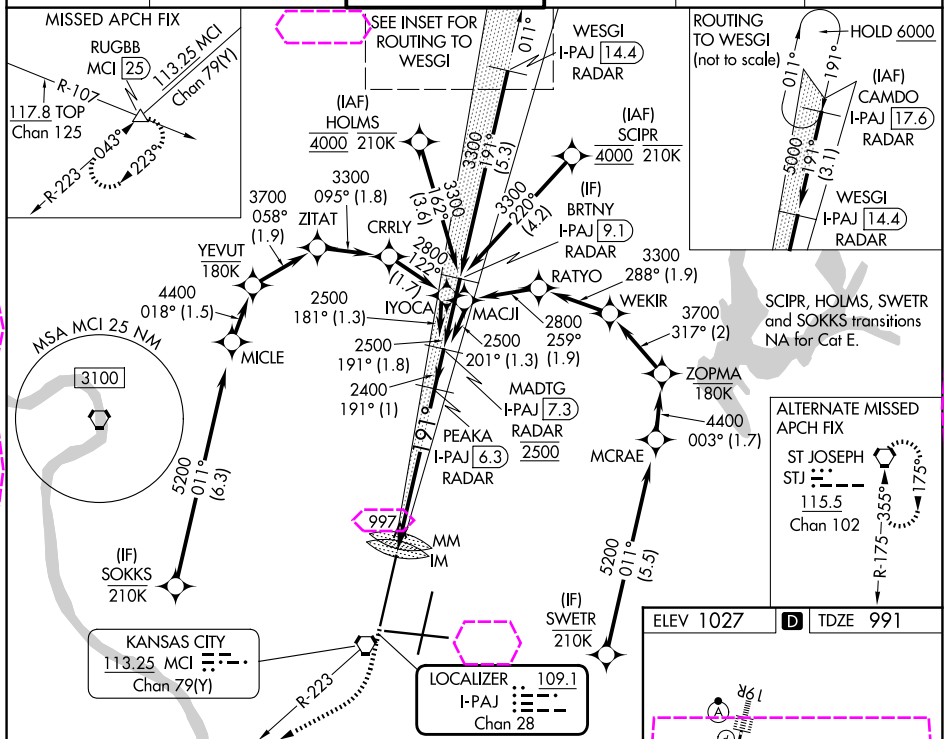 MISSED APCH FIX
RUGBB
MCI 25
113.25 MCI
Chan 79(Y)
R-107
117.8 TOP
Chan 125
043°
223°
R-223
SEE INSET FOR
ROUTING TO
WESGI
011°
WESGI
I-PAJ 14.4
RADAR
ROUTING
TO WESGI
(not to scale)
HOLD 6000
011°
191°
(IAF)
CAMDO
I-PAJ 17.6
RADAR
5000
191°
(3.1)
WESGI
I-PAJ 14.4
RADAR
(IAF)
HOLMS
4000 210K
(IAF)
SCIPR
4000 210K
3300
191°
(5.3)
3300
162°
(3.6)
3300
220°
(4.2)
(IF)
BRTNY
I-PAJ 9.1
RADAR
3300
095° (1.8)
3700
058°
(1.9)
ZITAT
CRRLY
YEVUT
180K
2800
122°
(1.7)
4400
018° (1.5)
MICLE
IYOCA
MACJI
RATYO
3300
288° (1.9)
WEKIR
3700
317° (2)
2500
181° (1.3)
2500
191° (1.8)
2400
191° (1)
2500
201° (1.3)
2800
259°
(1.9)
SCIPR, HOLMS, SWETR
and SOKKS transitions
NA for Cat E.
ZOPMA
180K
4400
003° (1.7)
MCRAE
MADTG
I-PAJ 7.3
RADAR
2500
PEAKA
I-PAJ 6.3
RADAR
191°
MSA MCI 25 NM
3100
5200
011°
(6.3)
(IF)
SOKKS
210K
997
MM
IM
5200
011°
(5.5)
(IF)
SWETR
210K
ALTERNATE MISSED
APCH FIX
ST JOSEPH
STJ
115.5
Chan 102
355°
175°
R-175
KANSAS CITY
113.25 MCI
Chan 79(Y)
R-223
LOCALIZER 109.1
I-PAJ
Chan 28
ELEV 1027 D TDZE 991
19R
A